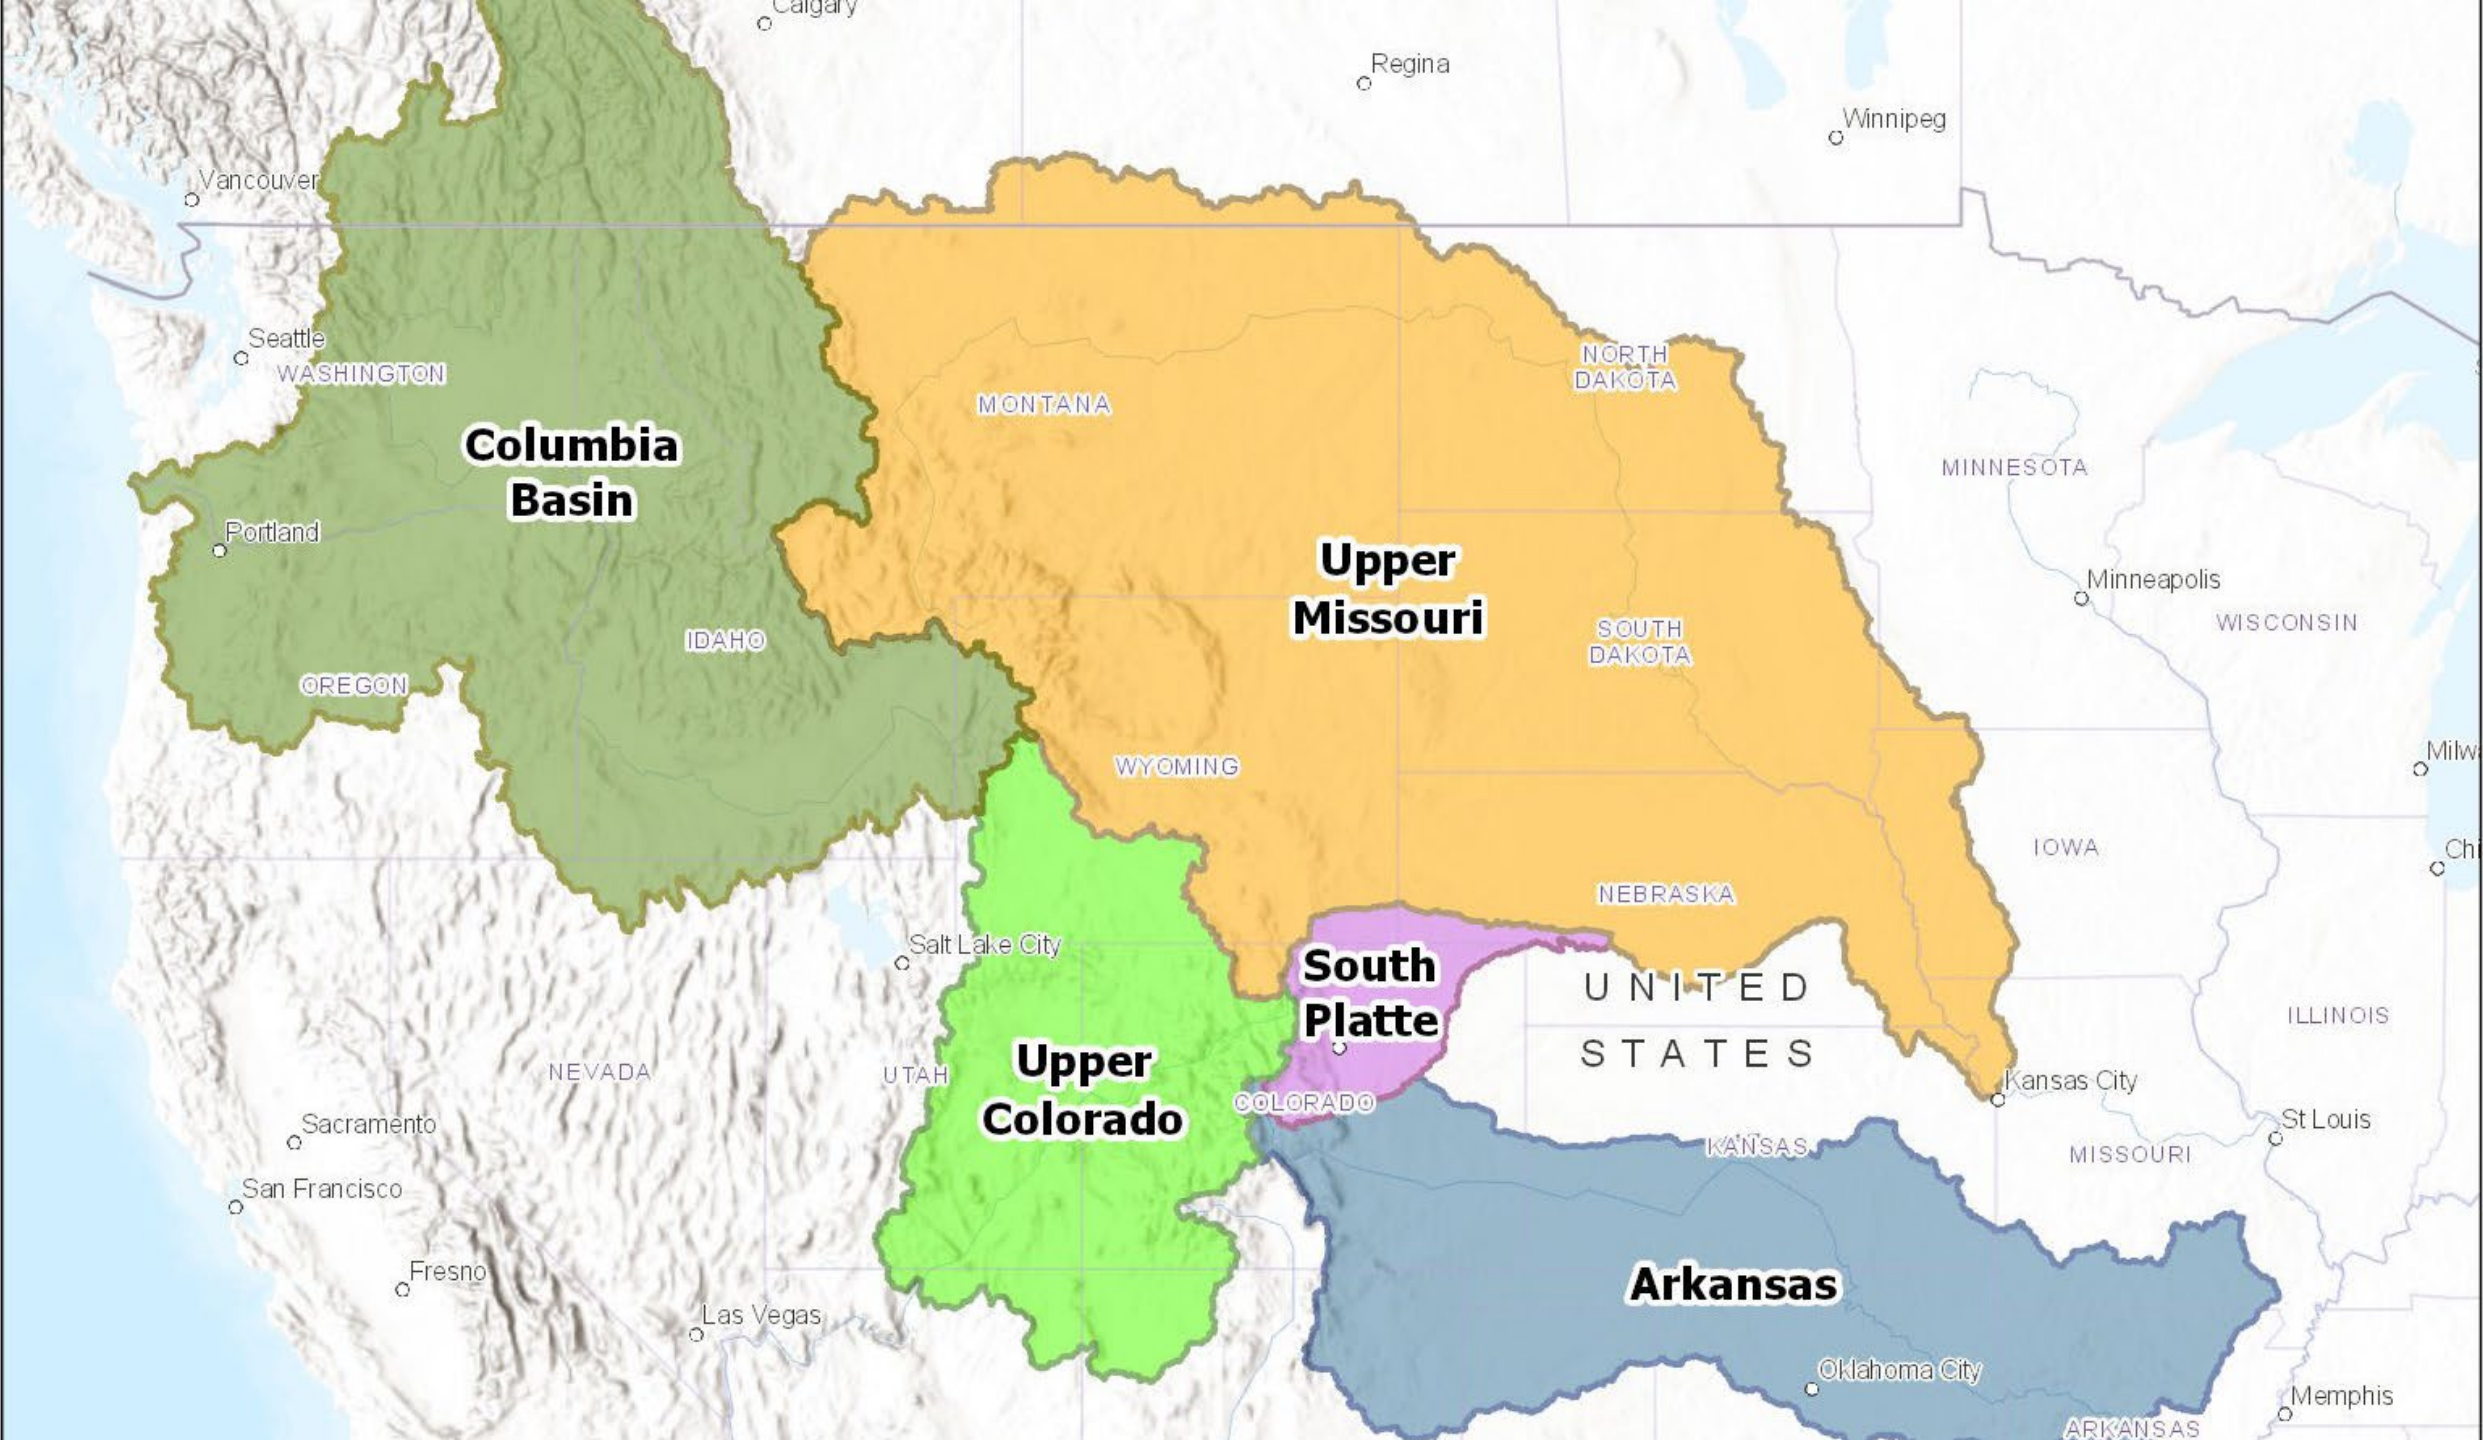 Calgary
Regina
Winnipeg
Vancouver
Seattle
WASHINGTON
NORTH
DAKOTA
MONTANA
Columbia
Basin
MINNESOTA
Portland
Upper
Missouri
Minneapolis
WISCONSIN
SOUTH
DAKOTA
IDAHO
OREGON
WYOMING
Milw
IOWA
Chi
NEBRASKA
Salt Lake City
South
Platte
UNITED
STATES
ILLINOIS
Upper
Colorado
NEVADA
UTAH
COLORADO
Kansas City
Sacramento
St Louis
KANSAS
MISSOURI
San Francisco
Fresno
Arkansas
Las Vegas
Oklahoma City
Memphis
ARKANSAS